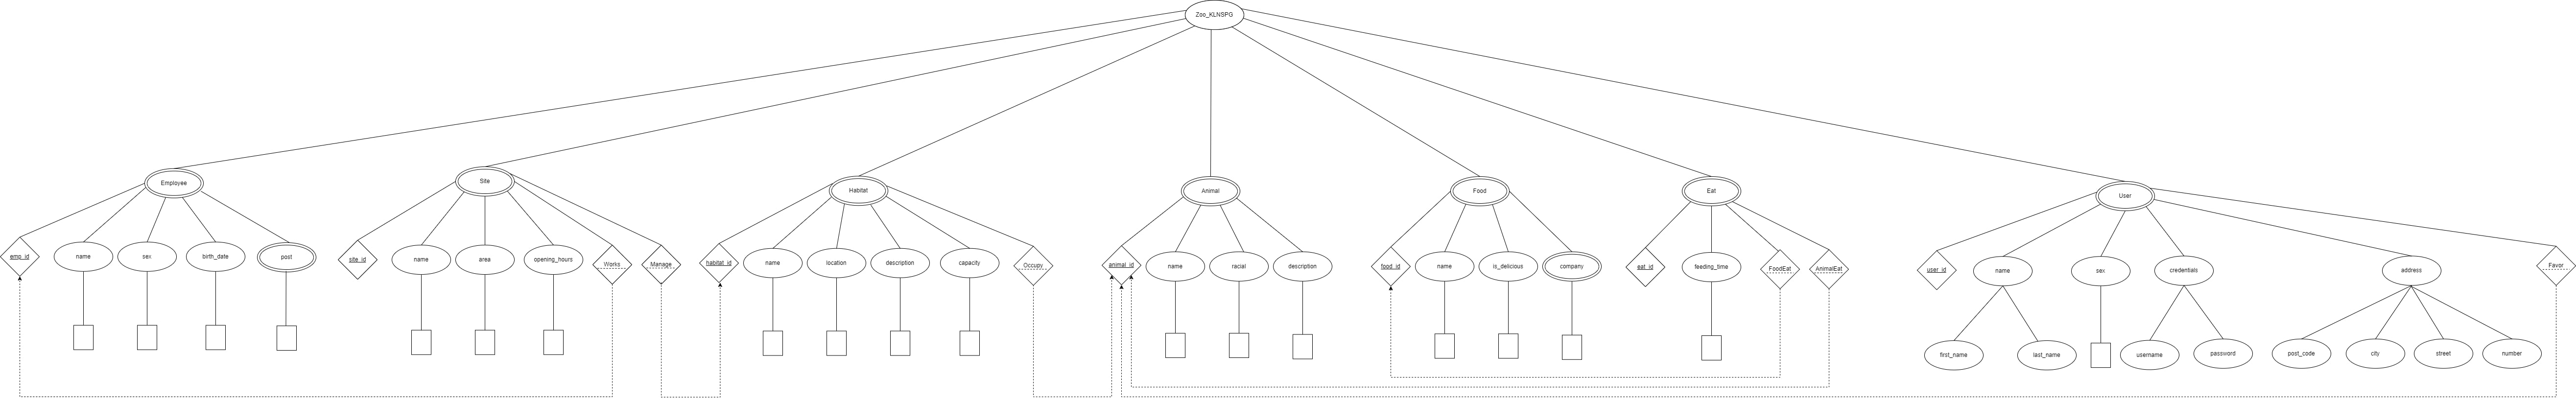 Zoo_KLNSPG
Employee
Site
Habitat
Animal
Food
Eat
User
emp_id
name
sex
birth_date
post
site_id
name
area
opening_hours
Works
Manage
habitat_id
name
location
description
capacity
Occupy
animal_id
name
racial
description
food_id
name
is_delicious
company
eat_id
feeding_time
FoodEat
AnimalEat
user_id
name
sex
credentials
address
Favor
first_name
last_name
username
password
post_code
city
street
number